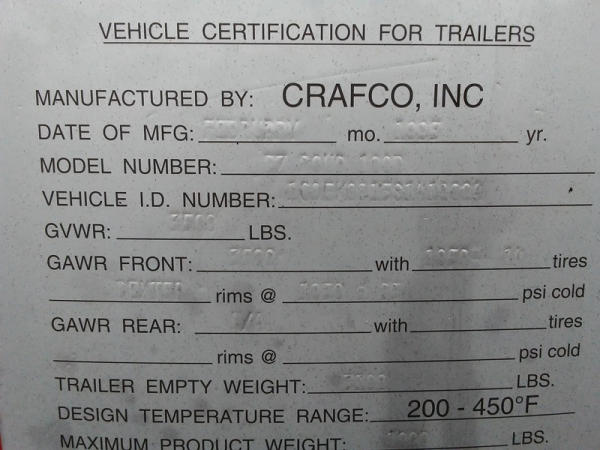 VEHICLE CERTIFICATION FOR TRAILERS
MANUFACTURED BY: CRAFCO, INC
DATE OF MFG: FEBRUARY mo. yr.
MODEL NUMBER:
VEHICLE I.D. NUMBER:
GVWR: LBS.
GAWR FRONT: with tires
rims @ psi cold
GAWR REAR: N/A with tires
rims @ psi cold
TRAILER EMPTY WEIGHT: LBS.
DESIGN TEMPERATURE RANGE: 200 - 450°F
MAXIMUM PRODUCT WEIGHT: LBS.